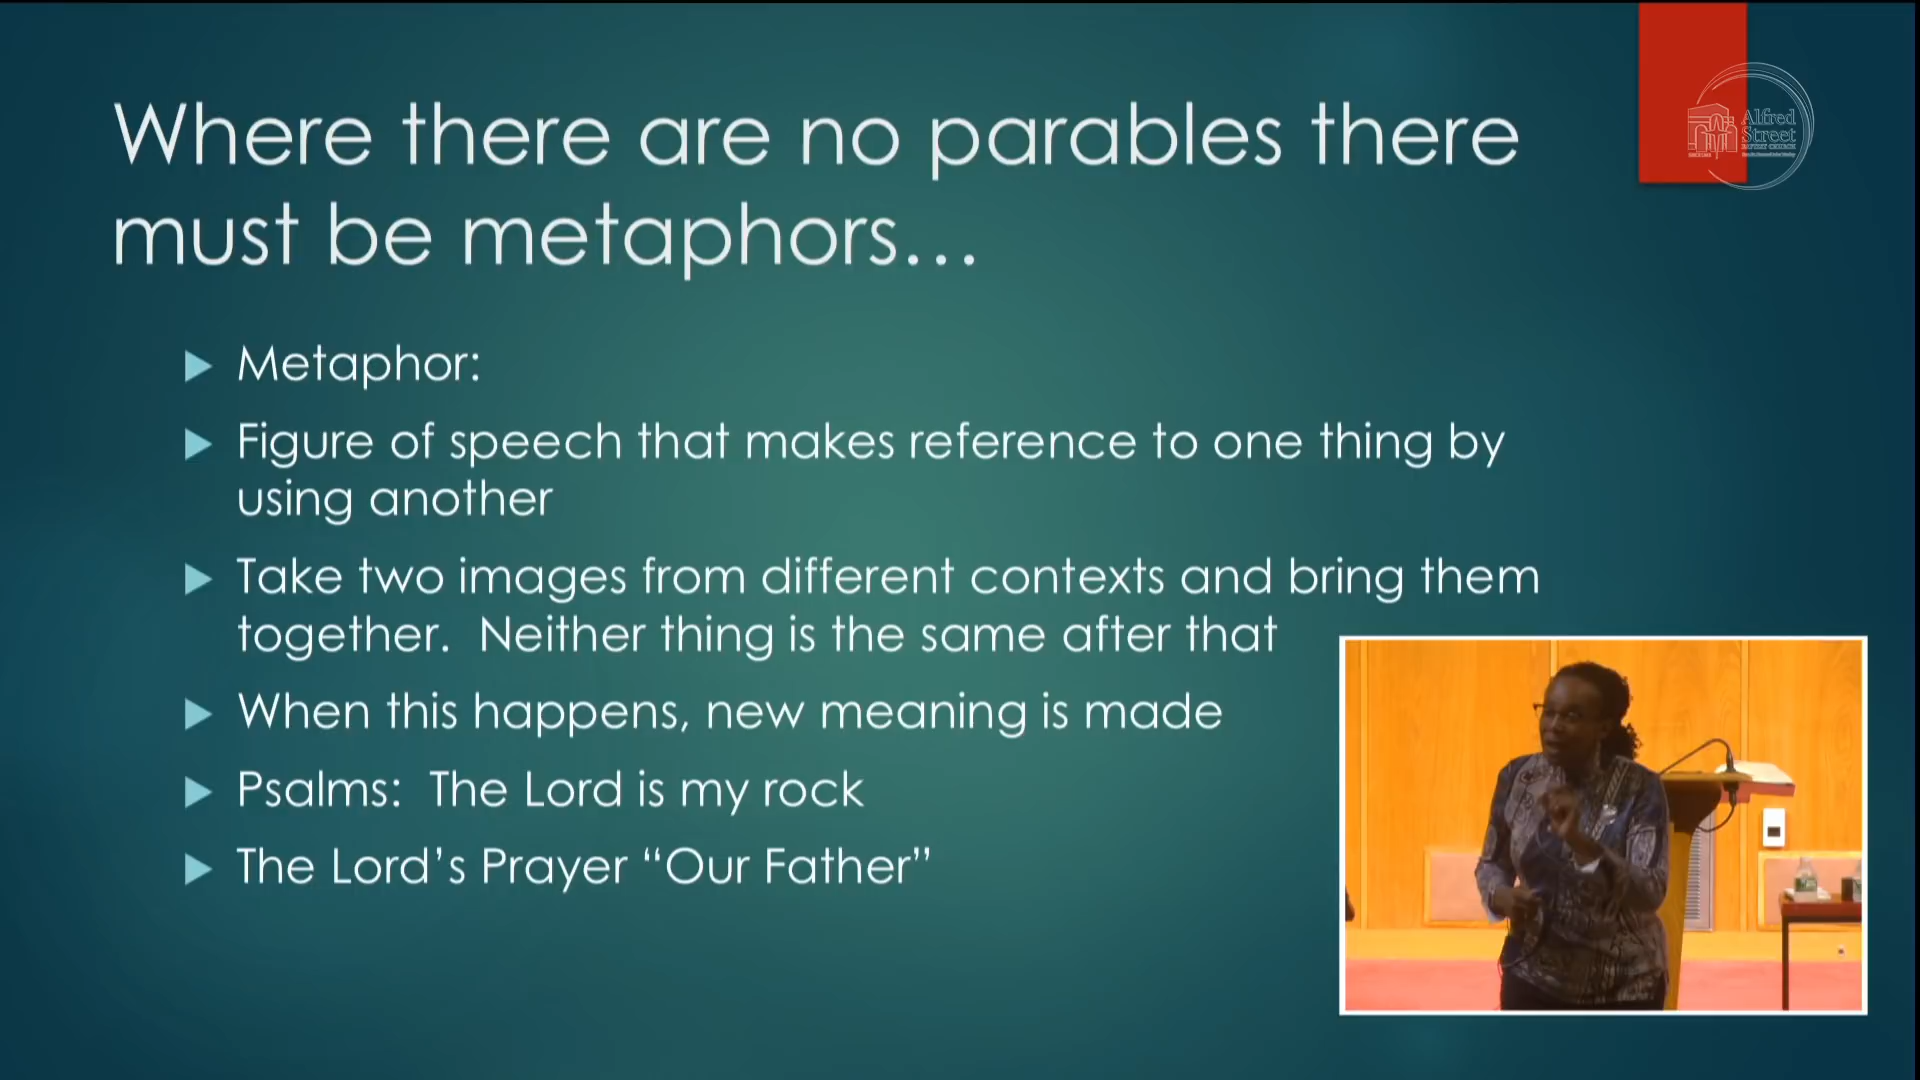 Where there are no parables there
must be metaphors…
Alfred
Street
BAPTIST CHURCH
Metaphor:
Figure of speech that makes reference to one thing by
using another
Take two images from different contexts and bring them
together.  Neither thing is the same after that
When this happens, new meaning is made
Psalms:  The Lord is my rock
The Lord’s Prayer “Our Father”